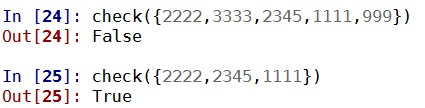 In [24]: check({2222,3333,2345,1111,999})
Out[24]: False
In [25]: check({2222,2345,1111})
Out[25]: True